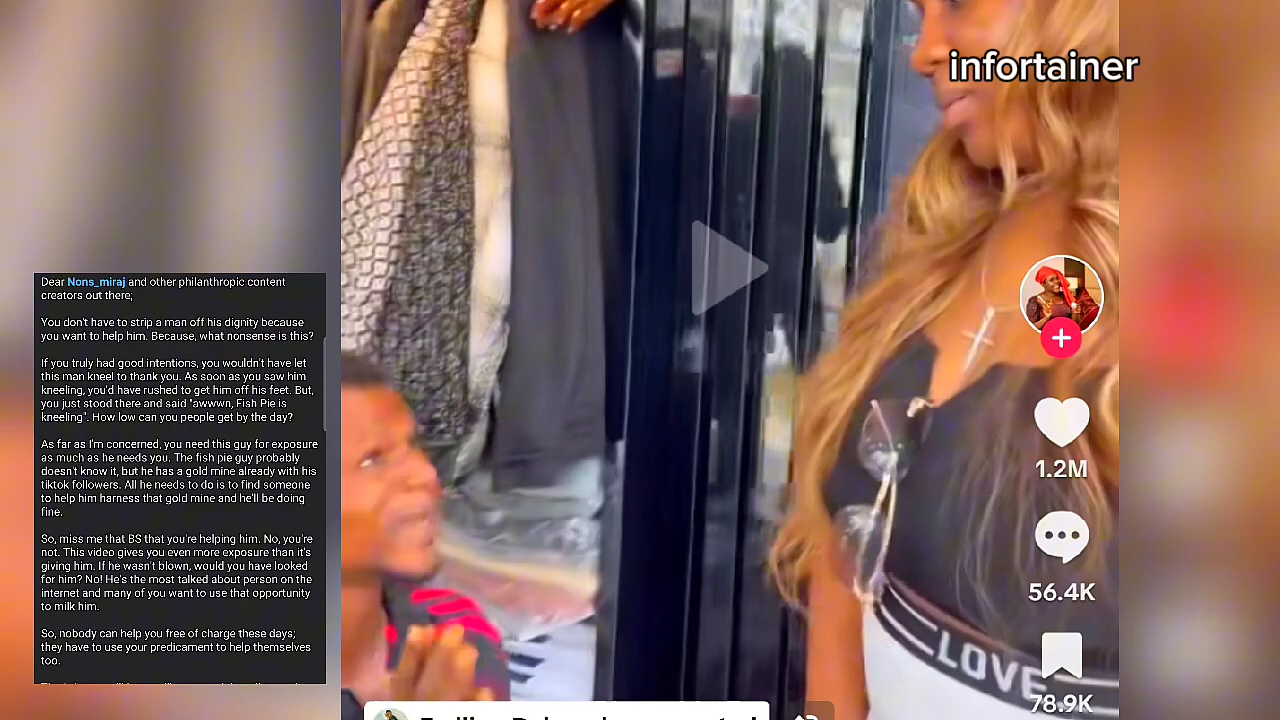 infortainer
Dear Nons_miraj and other philanthropic content
creators out there,
You don't have to strip a man off his dignity because
you want to help him. Because, what nonsense is this?
If you truly had good intentions, you wouldn't have let
this man kneel to thank you. As soon as you saw him
kneeling, you'd have rushed to get him off his feet. But,
you just stood there and said "awwwn, Fish Pie is
kneeling". How low can you people get by the day?
As far as I'm concerned, you need this guy for exposure
as much as he needs you. The fish pie guy probably
doesn't know it, but he has a gold mine already with his
tiktok followers. All he needs to do is to find someone
to help him harness that gold mine and he'll be doing
fine.
So, miss me that BS that you're helping him. No, you're
not. This video gives you even more exposure than it's
giving him. If he wasn't blown, would you have looked
for him? No! He's the most talked about person on the
internet and many of you want to use that opportunity
to milk him.
So, nobody can help you free of charge these days;
they have to use your predicament to help themselves
too.
1.2M
56.4K
LOVE
78.9K